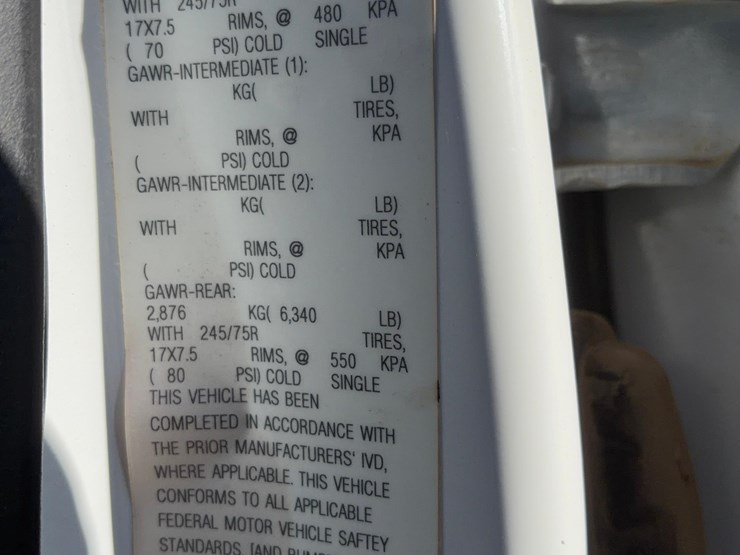 WITH 245/75R
17X7.5 RIMS, @ 480 KPA
( 70 PSI) COLD SINGLE
GAWR-INTERMEDIATE (1):
KG( LB)
WITH TIRES,
RIMS, @ KPA
( PSI) COLD
GAWR-INTERMEDIATE (2):
KG( LB)
WITH TIRES,
RIMS, @ KPA
( PSI) COLD
GAWR-REAR:
2,876 KG( 6,340 LB)
WITH 245/75R TIRES,
17X7.5 RIMS, @ 550 KPA
( 80 PSI) COLD SINGLE
THIS VEHICLE HAS BEEN
COMPLETED IN ACCORDANCE WITH
THE PRIOR MANUFACTURERS' IVD,
WHERE APPLICABLE. THIS VEHICLE
CONFORMS TO ALL APPLICABLE
FEDERAL MOTOR VEHICLE SAFTEY
STANDARDS